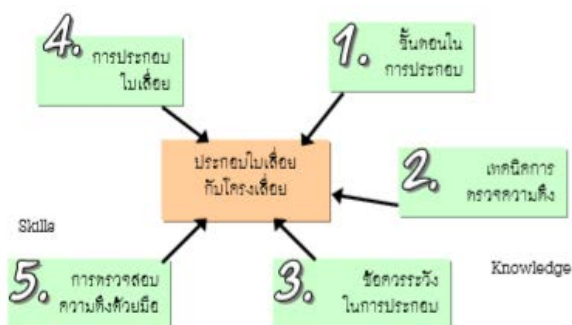 4.
การประกอบ
ใบเลื่อย
1.
ขั้นตอนใน
การประกอบ
ประกอบใบเลื่อย
กับโครงเลื่อย
2.
เทคนิคการ
ตรวจความตึง
Skills
Knowledge
5.
การตรวจสอบ
ความตึงด้วยมือ
3.
ข้อควรระวัง
ในการประกอบ